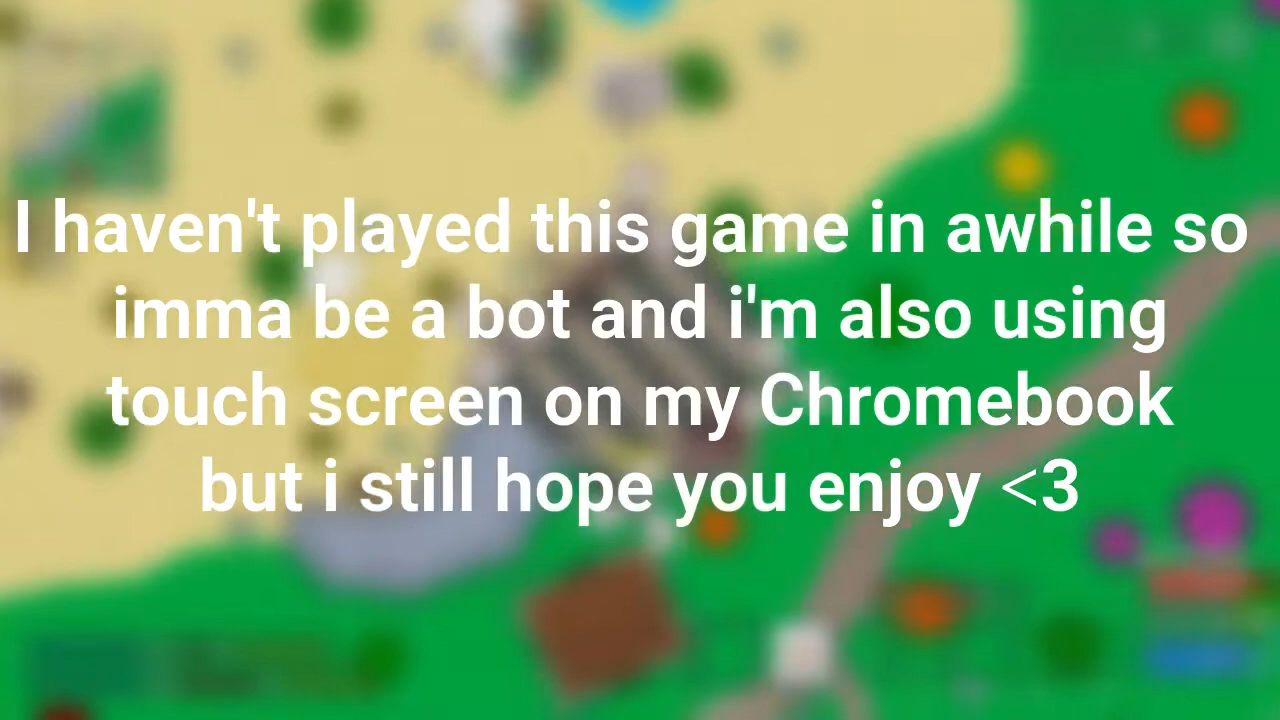 I haven't played this game in awhile so
imma be a bot and i'm also using
touch screen on my Chromebook
but i still hope you enjoy <3